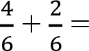 4/6 + 2/6 =